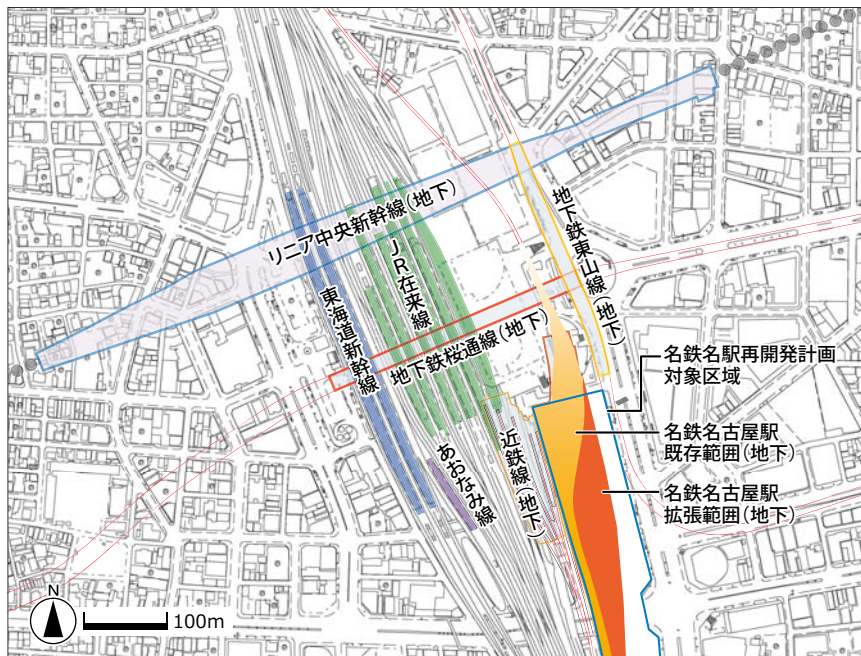 リニア中央新幹線(地下)
JR在来線
東海道新幹線
地下鉄桜通線(地下)
地下鉄東山線(地下)
あおなみ線
近鉄線(地下)
名鉄名駅再開発計画
対象区域
名鉄名古屋駅
既存範囲(地下)
名鉄名古屋駅
拡張範囲(地下)
N
100m